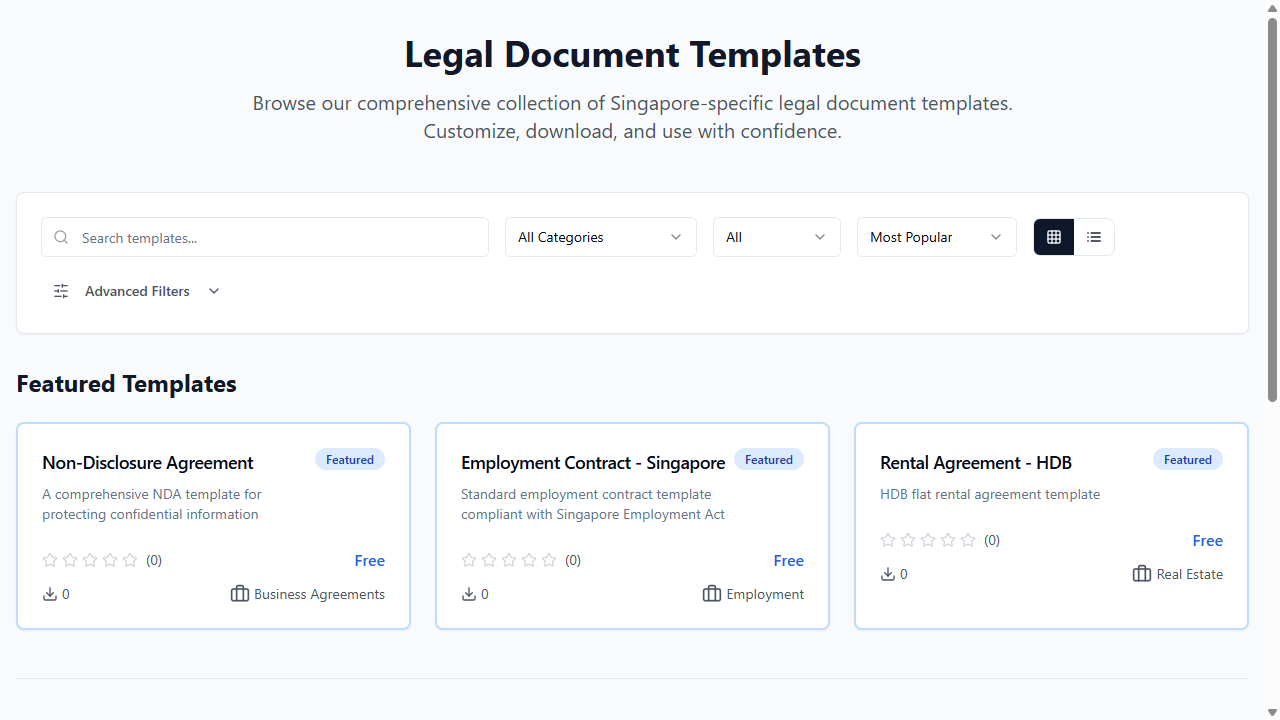 Legal Document Templates
Browse our comprehensive collection of Singapore-specific legal document templates.
Customize, download, and use with confidence.
Search templates...
All Categories
All
Most Popular
Advanced Filters
Featured Templates
Non-Disclosure Agreement
Featured
A comprehensive NDA template for
protecting confidential information
(0)
Free
0
Business Agreements
Employment Contract - Singapore
Featured
Standard employment contract template
compliant with Singapore Employment Act
(0)
Free
0
Employment
Rental Agreement - HDB
Featured
HDB flat rental agreement template
(0)
Free
0
Real Estate